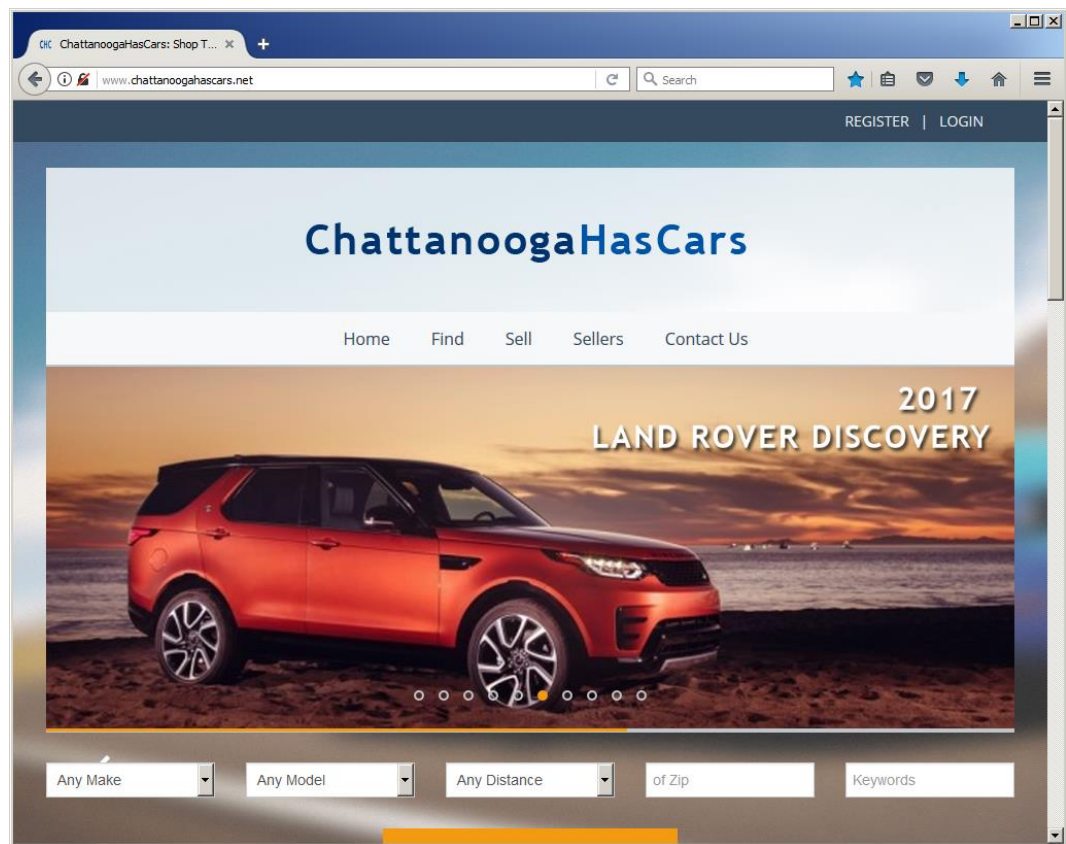 CHC ChattanoogaHasCars: Shop T...
www.chattanoogahascars.net
Search
REGISTER | LOGIN
ChattanoogaHasCars
Home Find Sell Sellers Contact Us
2017
LAND ROVER DISCOVERY
Any Make Any Model Any Distance of Zip Keywords